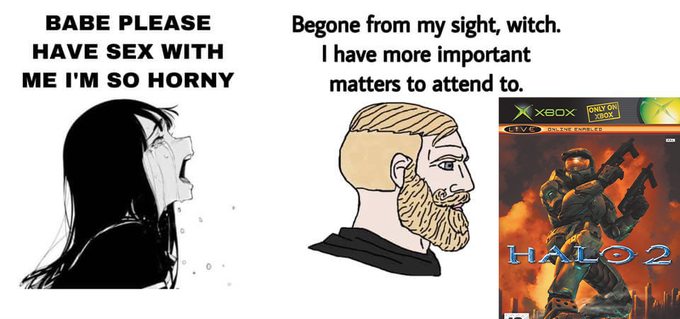 BABE PLEASE
HAVE SEX WITH
ME I'M SO HORNY
Begone from my sight, witch.
I have more important
matters to attend to.
XBOX
ONLY ON
XBOX
LIVE ONLINE ENABLED
HALO 2